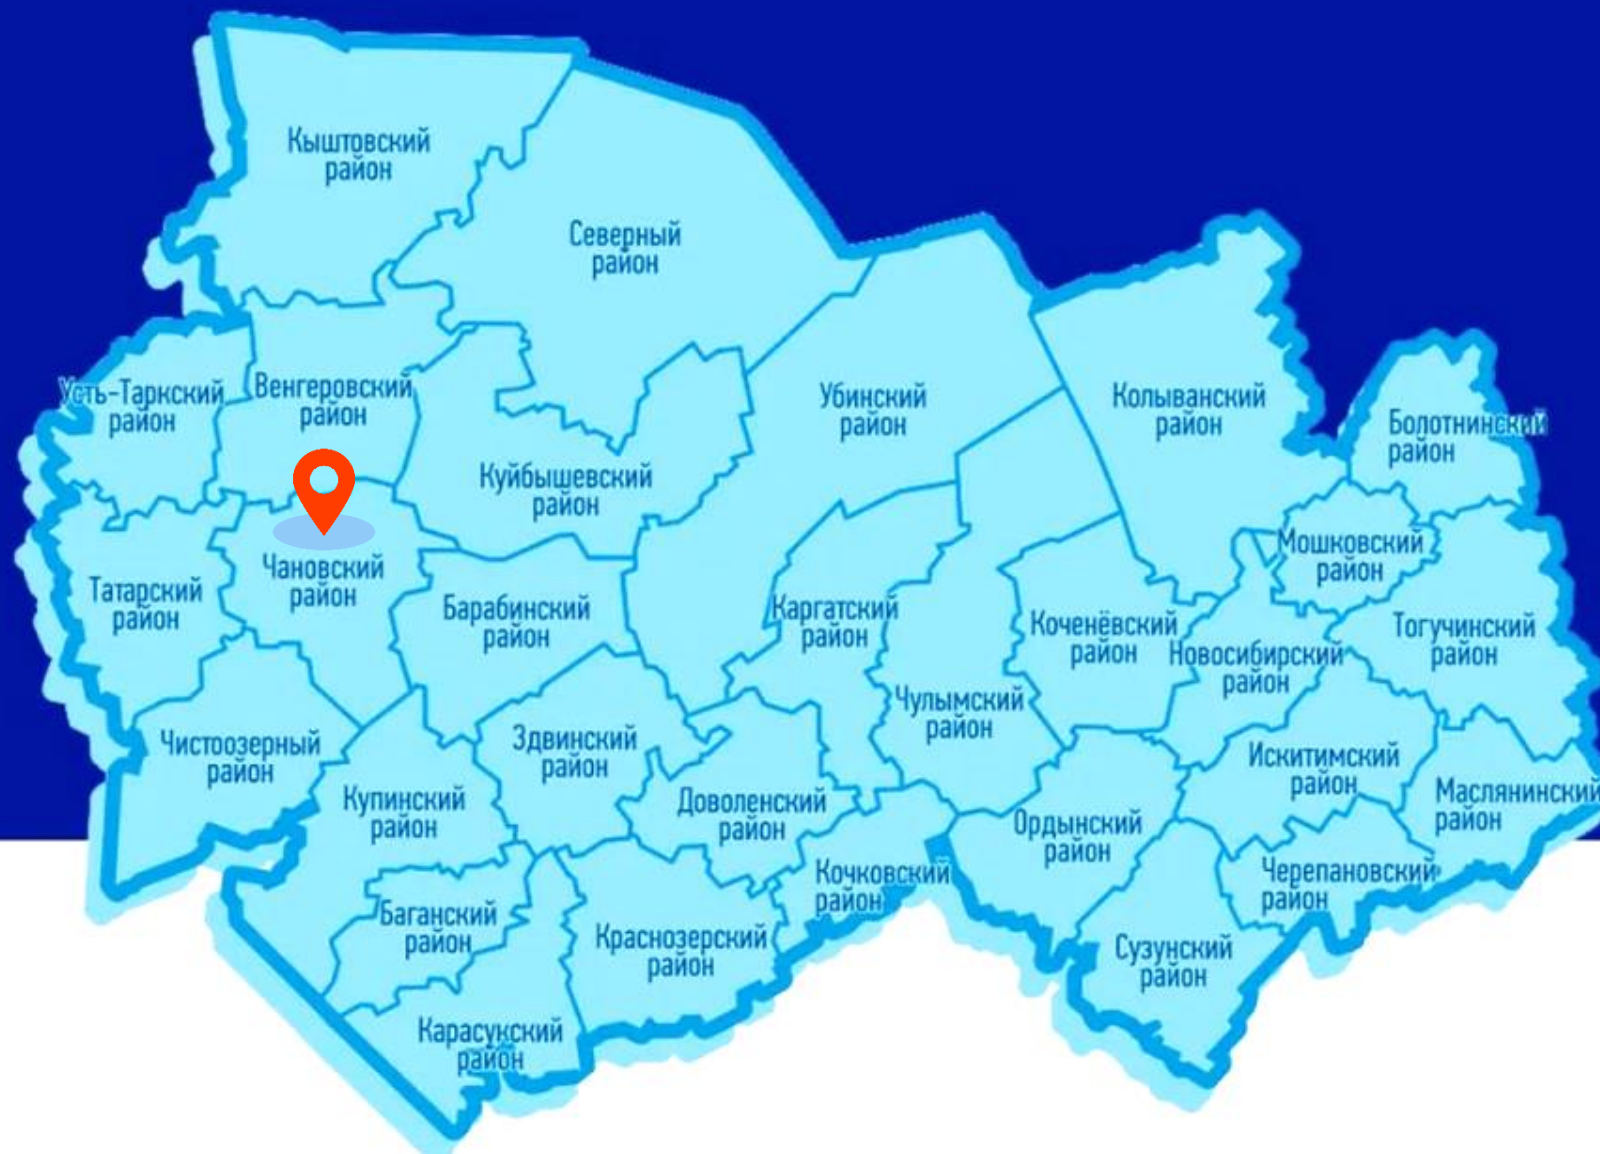 Кыштовский
район
Северный
район
Усть-Таркский
район
Венгеровский
район
Убинский
район
Колыванский
район
Болотнинский
район
Куйбышевский
район
Чановский
район
Татарский
район
Барабинский
район
Каргатский
район
Коченёвский
район
Мошковский
район
Новосибирский
район
Тогучинский
район
Чулымский
район
Чистоозерный
район
Здвинский
район
Искитимский
район
Купинский
район
Доволенский
район
Ордынский
район
Маслянинский
район
Кочковский
район
Черепановский
район
Баганский
район
Краснозерский
район
Сузунский
район
Карасукский
район